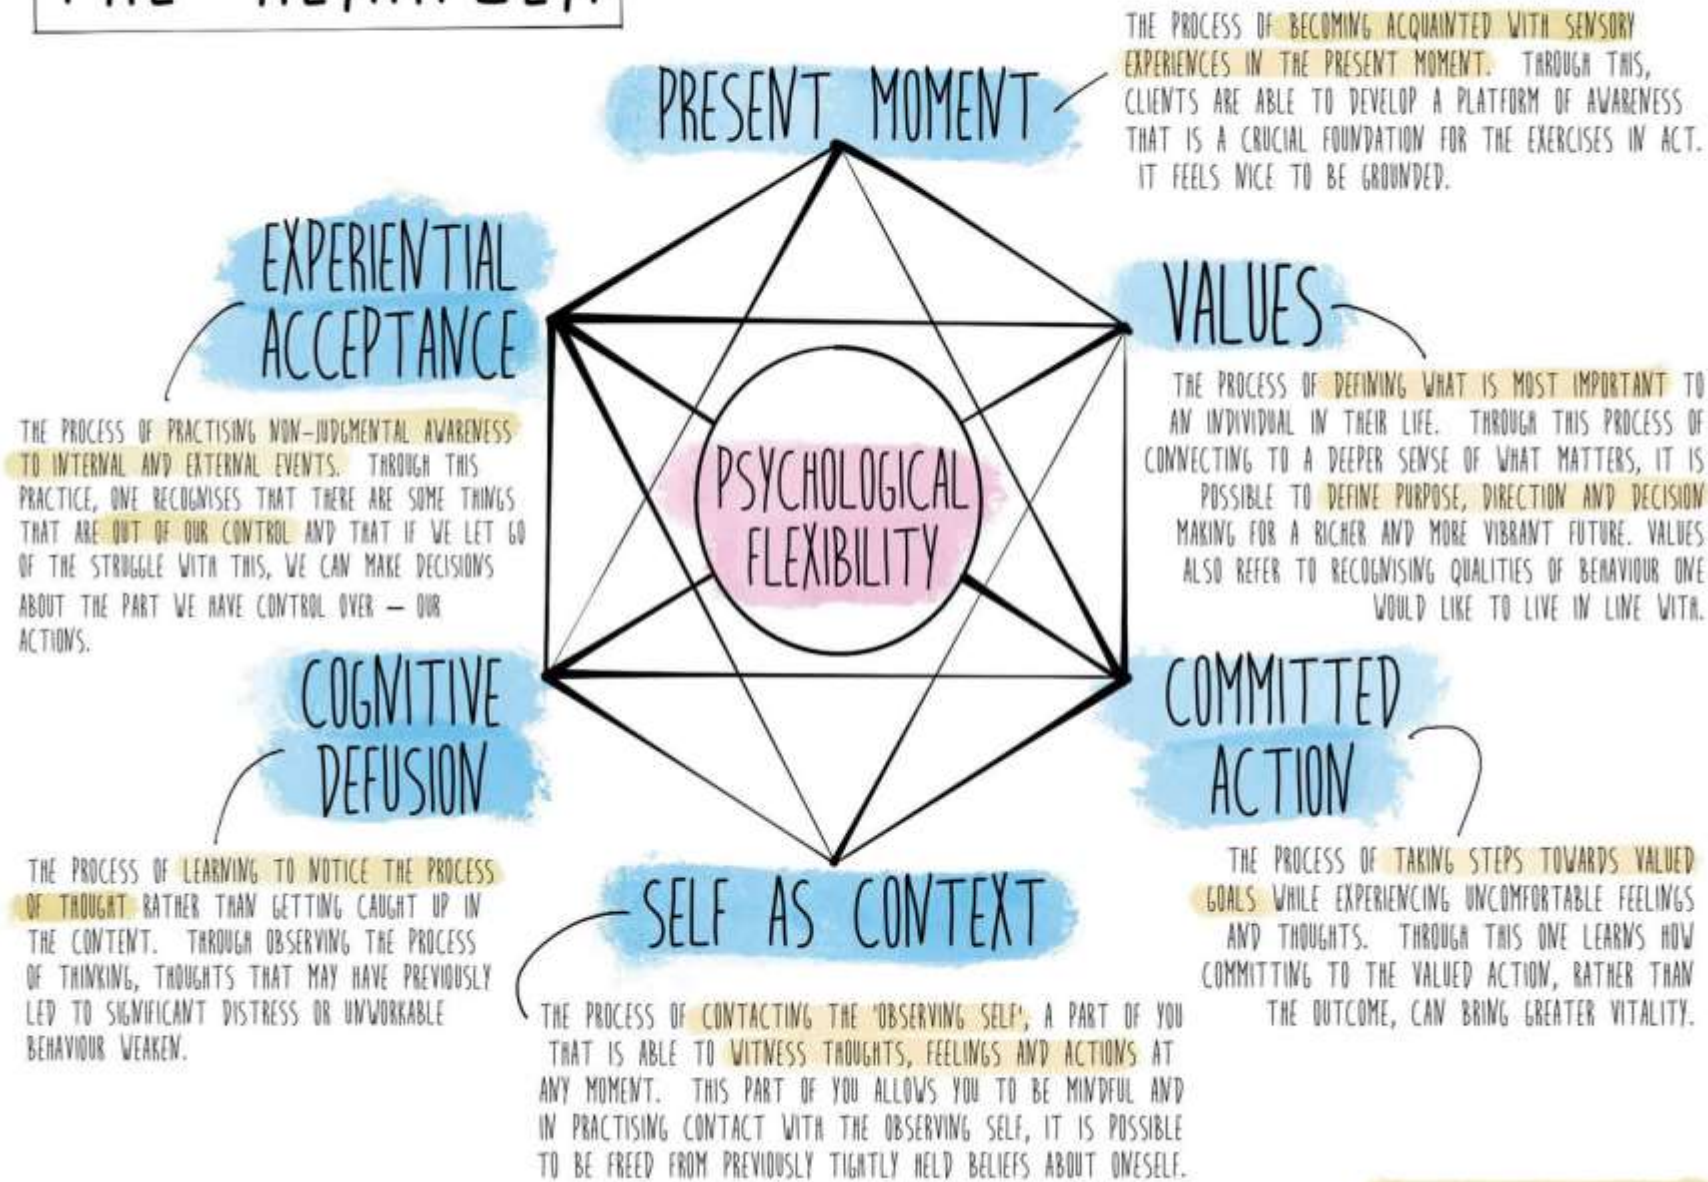 THE HEXAFLEX
PRESENT MOMENT
THE PROCESS OF BECOMING ACQUAINTED WITH SENSORY
EXPERIENCES IN THE PRESENT MOMENT. THROUGH THIS,
CLIENTS ARE ABLE TO DEVELOP A PLATFORM OF AWARENESS
THAT IS A CRUCIAL FOUNDATION FOR THE EXERCISES IN ACT.
IT FEELS NICE TO BE GROUNDED.
EXPERIENTIAL
ACCEPTANCE
THE PROCESS OF PRACTISING NON-JUDGMENTAL AWARENESS
TO INTERNAL AND EXTERNAL EVENTS. THROUGH THIS
PRACTICE, ONE RECOGNISES THAT THERE ARE SOME THINGS
THAT ARE OUT OF OUR CONTROL AND THAT IF WE LET GO
OF THE STRUGGLE WITH THIS, WE CAN MAKE DECISIONS
ABOUT THE PART WE HAVE CONTROL OVER – OUR
ACTIONS.
VALUES
THE PROCESS OF DEFINING WHAT IS MOST IMPORTANT TO
AN INDIVIDUAL IN THEIR LIFE. THROUGH THIS PROCESS OF
CONNECTING TO A DEEPER SENSE OF WHAT MATTERS, IT IS
POSSIBLE TO DEFINE PURPOSE, DIRECTION AND DECISION
MAKING FOR A RICHER AND MORE VIBRANT FUTURE. VALUES
ALSO REFER TO RECOGNISING QUALITIES OF BEHAVIOUR ONE
WOULD LIKE TO LIVE IN LINE WITH.
PSYCHOLOGICAL
FLEXIBILITY
COGNITIVE
DEFUSION
THE PROCESS OF LEARNING TO NOTICE THE PROCESS
OF THOUGHT RATHER THAN GETTING CAUGHT UP IN
THE CONTENT. THROUGH OBSERVING THE PROCESS
OF THINKING, THOUGHTS THAT MAY HAVE PREVIOUSLY
LED TO SIGNIFICANT DISTRESS OR UNWORKABLE
BEHAVIOUR WEAKEN.
COMMITTED
ACTION
THE PROCESS OF TAKING STEPS TOWARDS VALUED
GOALS WHILE EXPERIENCING UNCOMFORTABLE FEELINGS
AND THOUGHTS. THROUGH THIS ONE LEARNS HOW
COMMITTING TO THE VALUED ACTION, RATHER THAN
THE OUTCOME, CAN BRING GREATER VITALITY.
SELF AS CONTEXT
THE PROCESS OF CONTACTING THE 'OBSERVING SELF', A PART OF YOU
THAT IS ABLE TO WITNESS THOUGHTS, FEELINGS AND ACTIONS AT
ANY MOMENT. THIS PART OF YOU ALLOWS YOU TO BE MINDFUL AND
IN PRACTISING CONTACT WITH THE OBSERVING SELF, IT IS POSSIBLE
TO BE FREED FROM PREVIOUSLY TIGHTLY HELD BELIEFS ABOUT ONESELF.